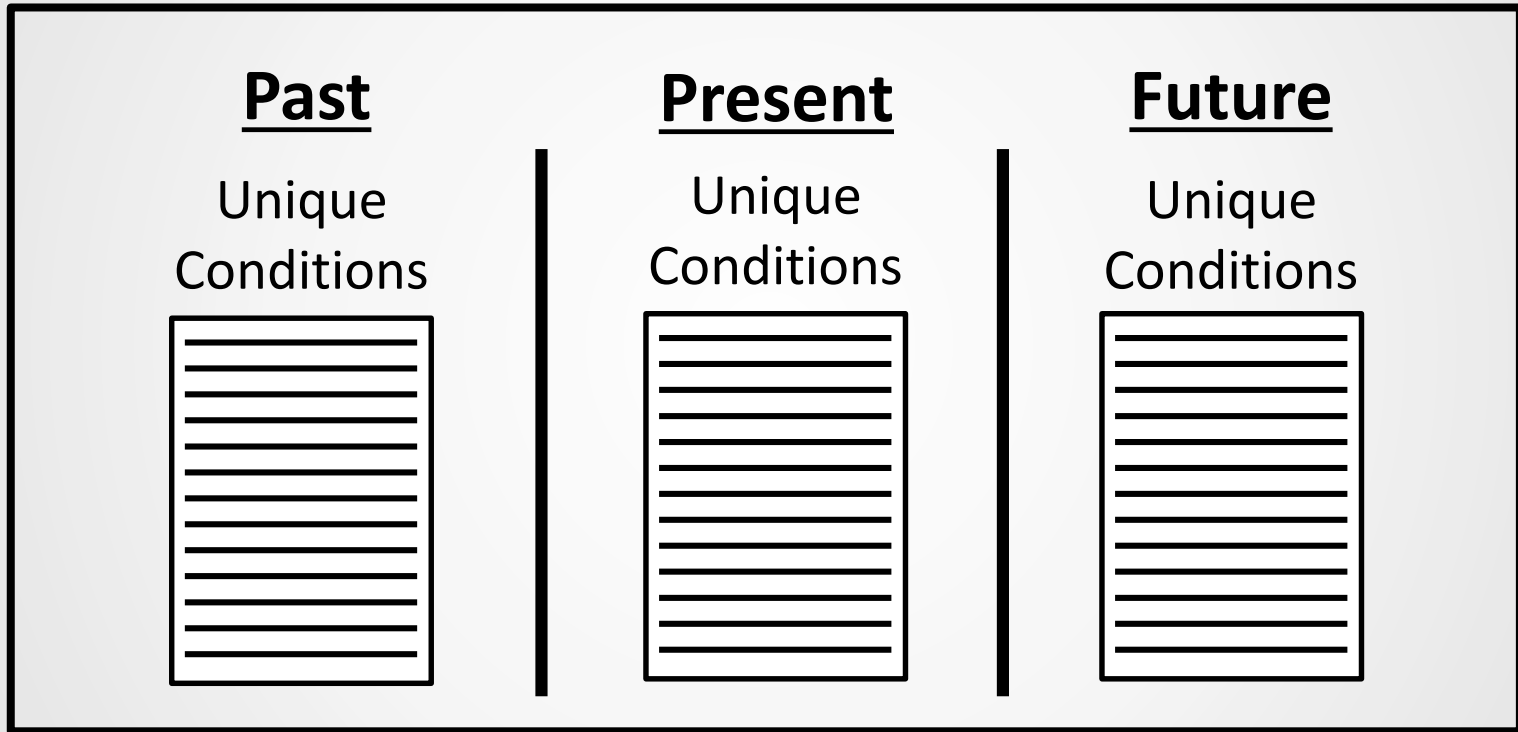 Past
Unique
Conditions
Present
Unique
Conditions
Future
Unique
Conditions